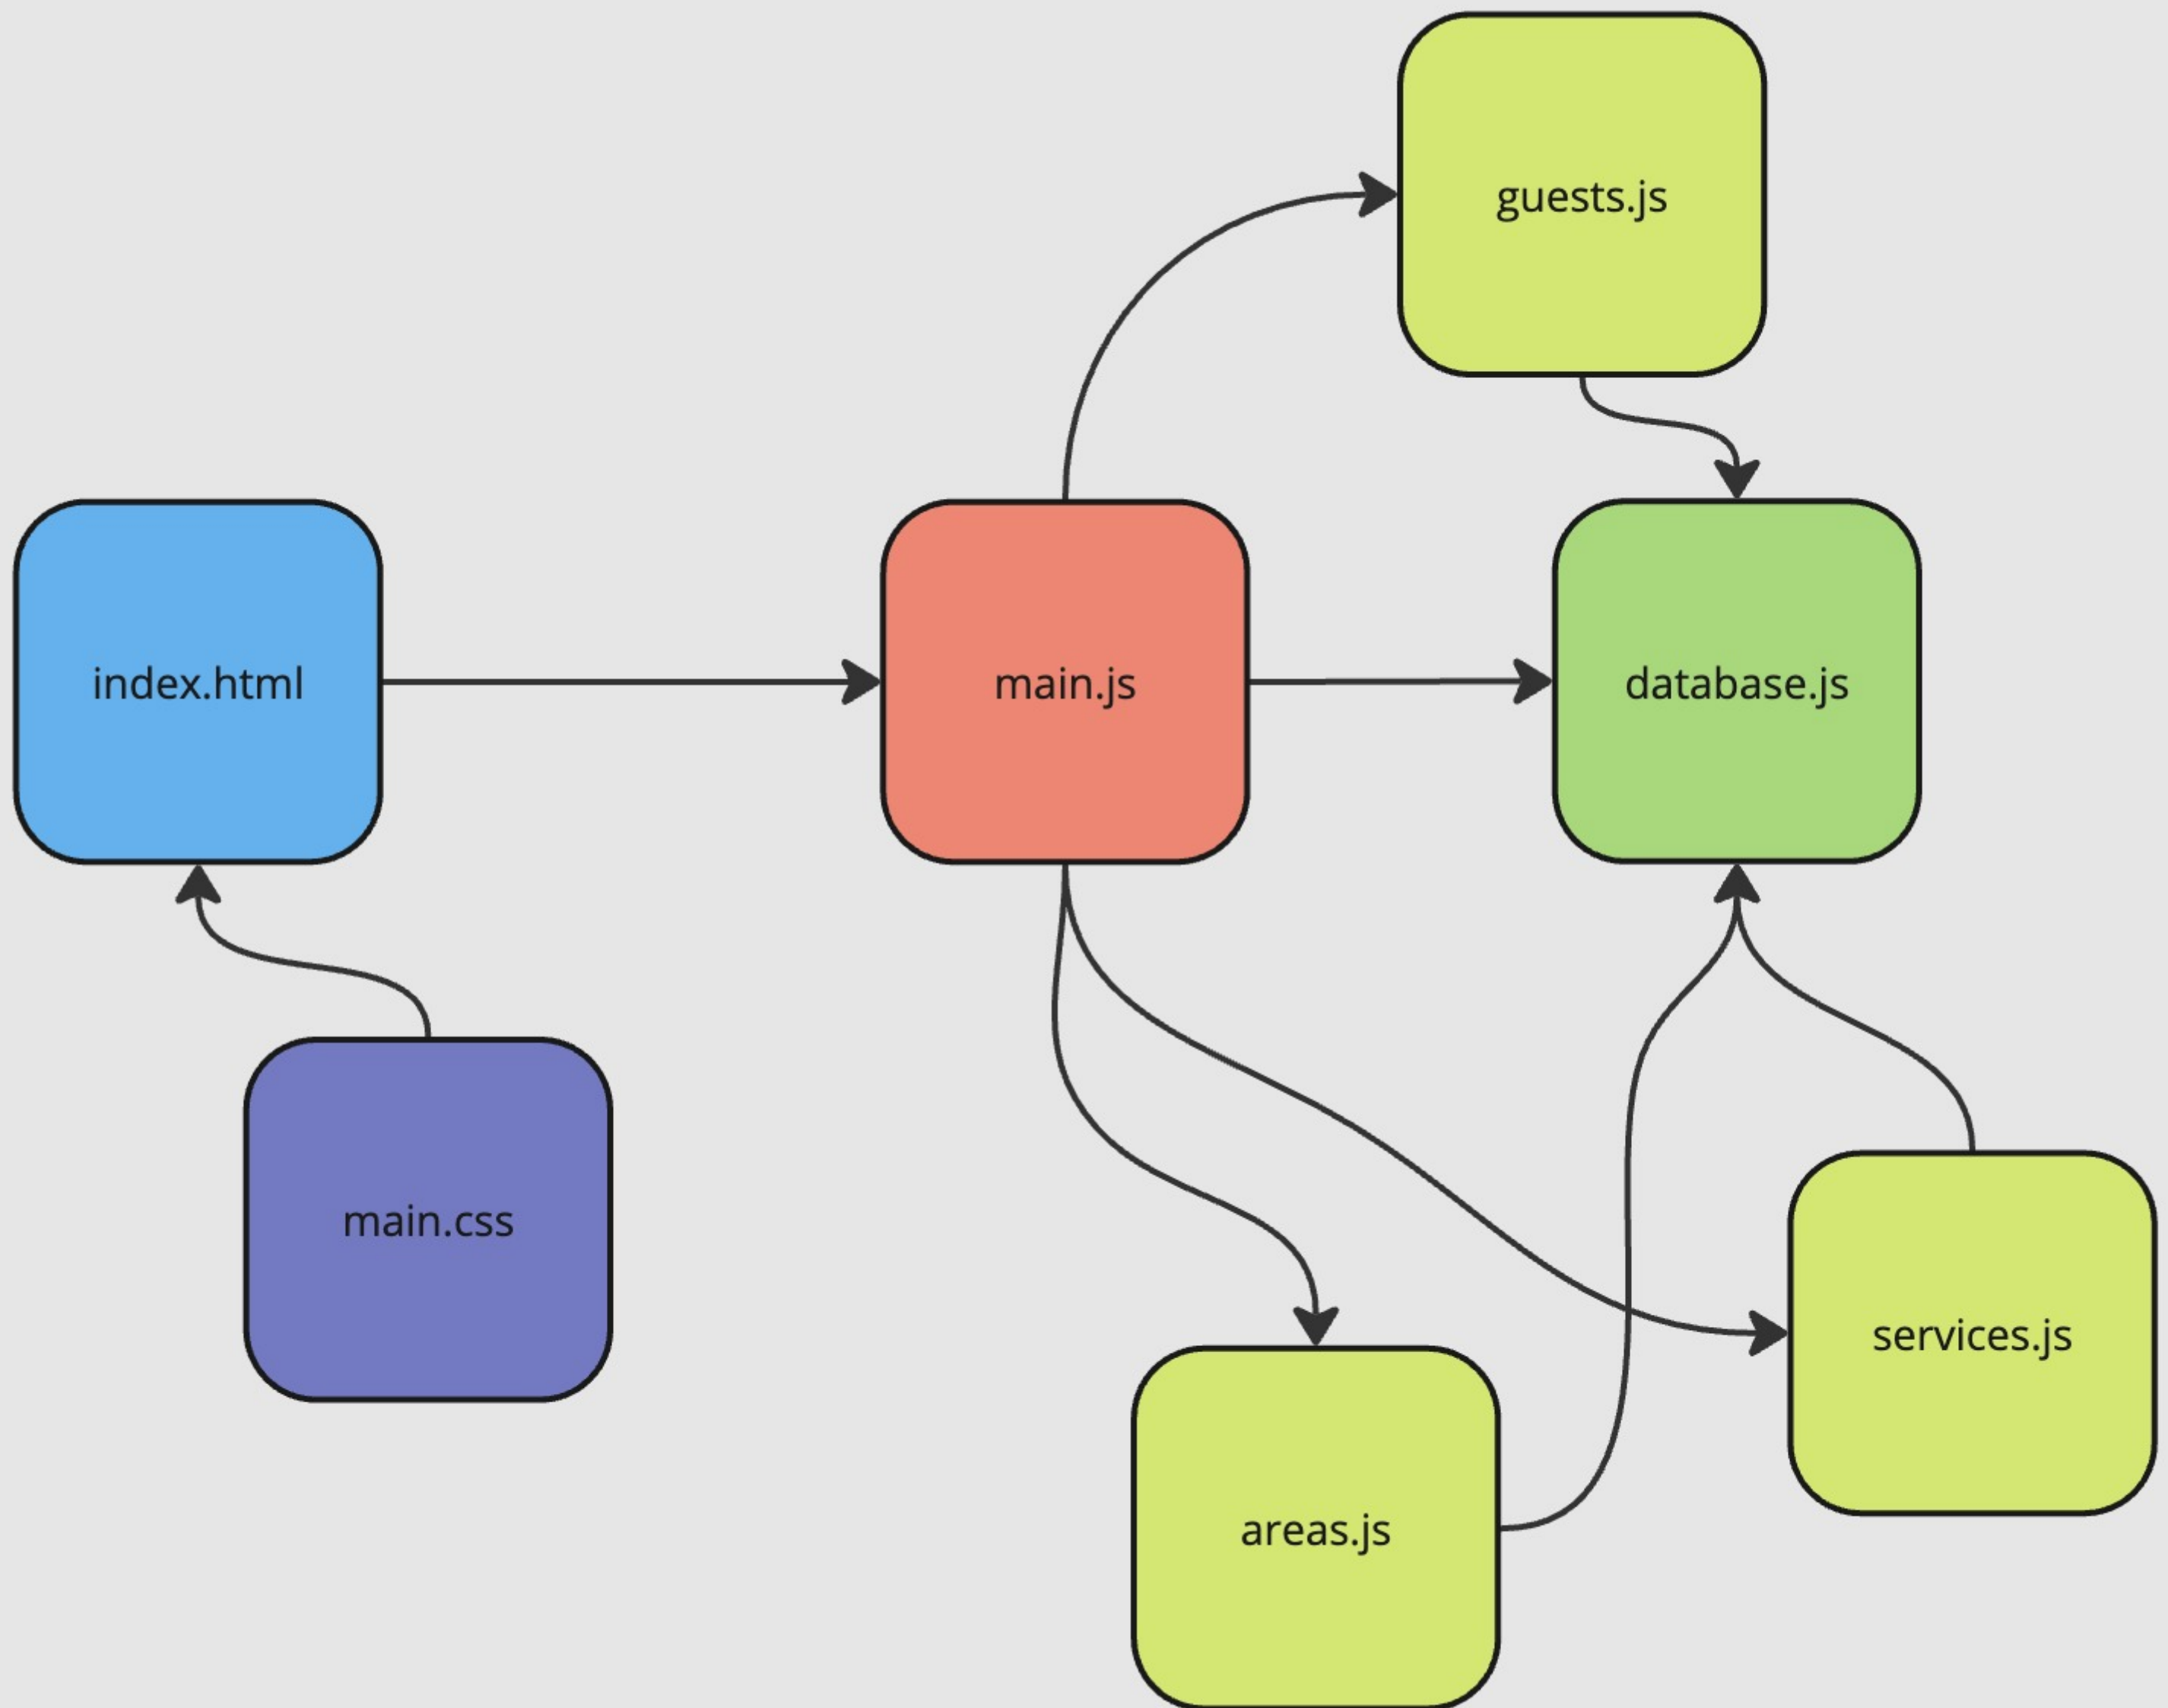 guests.js
index.html
main.js
database.js
main.css
services.js
areas.js